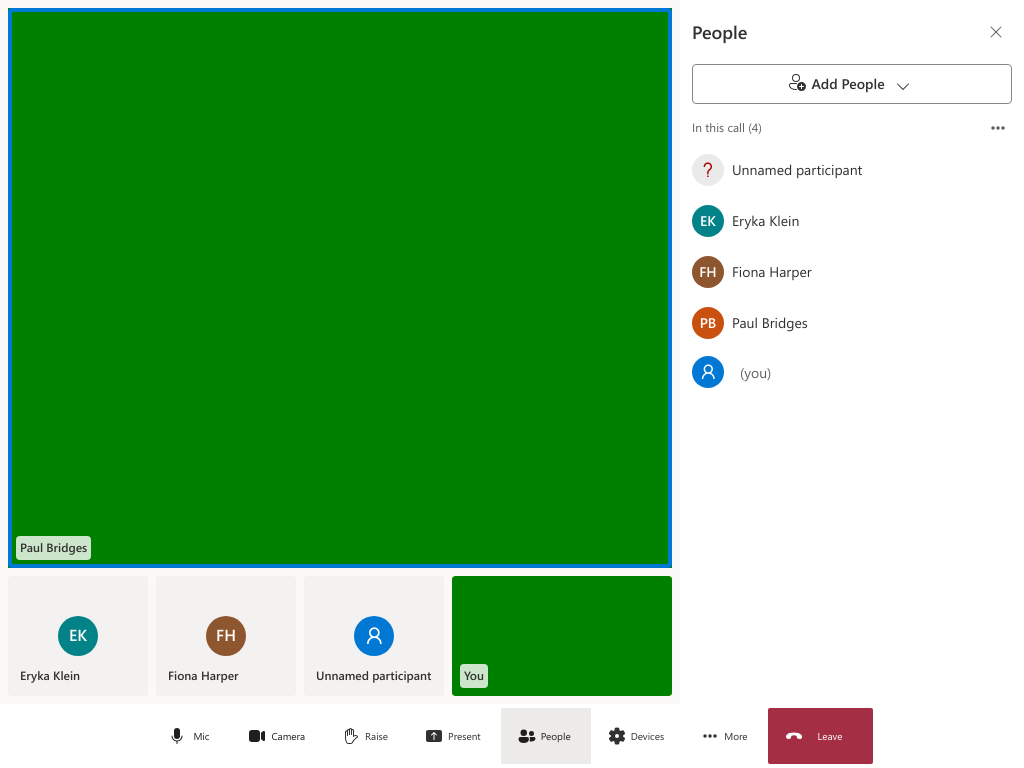 People
Add People
In this call (4)
?
Unnamed participant
EK
Eryka Klein
FH
Fiona Harper
PB
Paul Bridges
(you)
Paul Bridges
EK
Eryka Klein
FH
Fiona Harper
Unnamed participant
You
Mic
Camera
Raise
Present
People
Devices
More
Leave